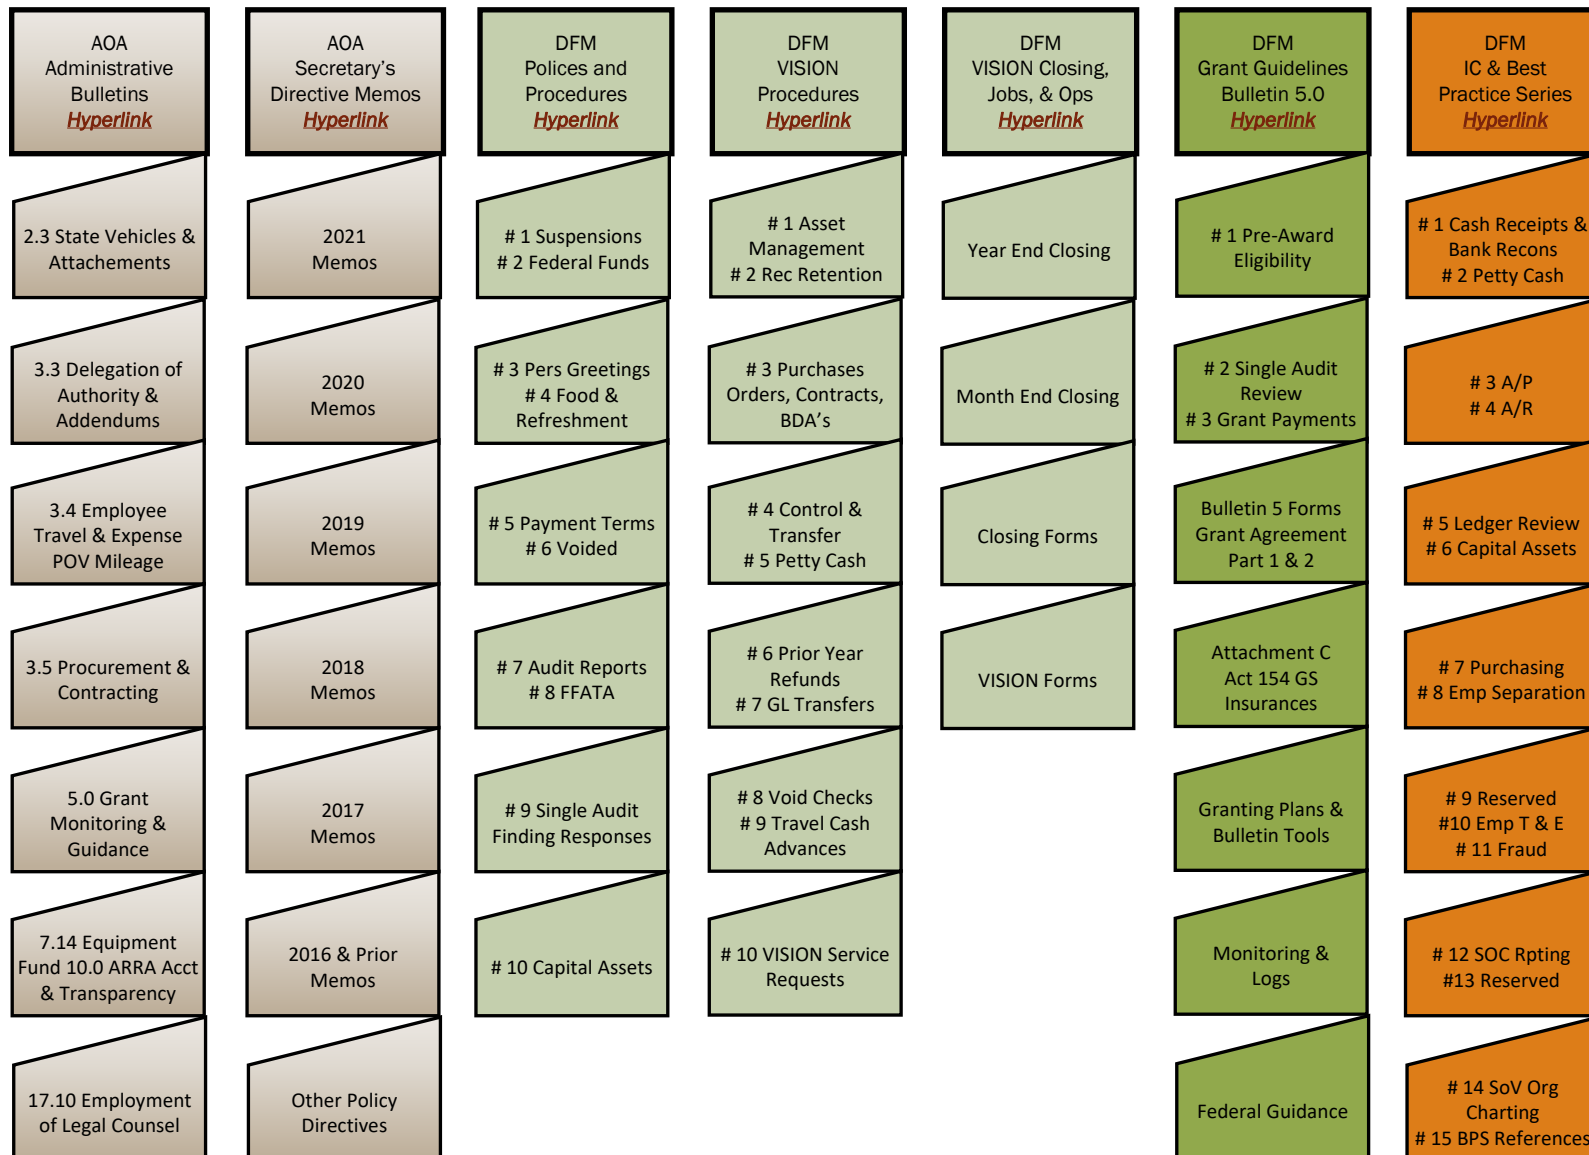 AOA
Administrative
Bulletins
Hyperlink
AOA
Secretary’s
Directive Memos
Hyperlink
DFM
Polices and
Procedures
Hyperlink
DFM
VISION
Procedures
Hyperlink
DFM
VISION Closing,
Jobs, & Ops
Hyperlink
DFM
Grant Guidelines
Bulletin 5.0
Hyperlink
DFM
IC & Best
Practice Series
Hyperlink
2.3 State Vehicles &
Attachements
2021
Memos
# 1 Suspensions
# 2 Federal Funds
# 1 Asset
Management
# 2 Rec Retention
Year End Closing
# 1 Pre-Award
Eligibility
# 1 Cash Receipts &
Bank Recons
# 2 Petty Cash
3.3 Delegation of
Authority &
Addendums
2020
Memos
# 3 Pers Greetings
# 4 Food &
Refreshment
# 3 Purchases
Orders, Contracts,
BDA’s
Month End Closing
# 2 Single Audit
Review
# 3 Grant Payments
# 3 A/P
# 4 A/R
3.4 Employee
Travel & Expense
POV Mileage
2019
Memos
# 5 Payment Terms
# 6 Voided
# 4 Control &
Transfer
# 5 Petty Cash
Closing Forms
Bulletin 5 Forms
Grant Agreement
Part 1 & 2
# 5 Ledger Review
# 6 Capital Assets
3.5 Procurement &
Contracting
2018
Memos
# 7 Audit Reports
# 8 FFATA
# 6 Prior Year
Refunds
# 7 GL Transfers
VISION Forms
Attachment C
Act 154 GS
Insurances
# 7 Purchasing
# 8 Emp Separation
5.0 Grant
Monitoring &
Guidance
2017
Memos
# 9 Single Audit
Finding Responses
# 8 Void Checks
# 9 Travel Cash
Advances
Granting Plans &
Bulletin Tools
# 9 Reserved
#10 Emp T & E
# 11 Fraud
7.14 Equipment
Fund 10.0 ARRA Acct
& Transparency
2016 & Prior
Memos
# 10 Capital Assets
# 10 VISION Service
Requests
Monitoring &
Logs
# 12 SOC Rpting
#13 Reserved
17.10 Employment
of Legal Counsel
Other Policy
Directives
Federal Guidance
# 14 SoV Org
Charting
# 15 BPS References